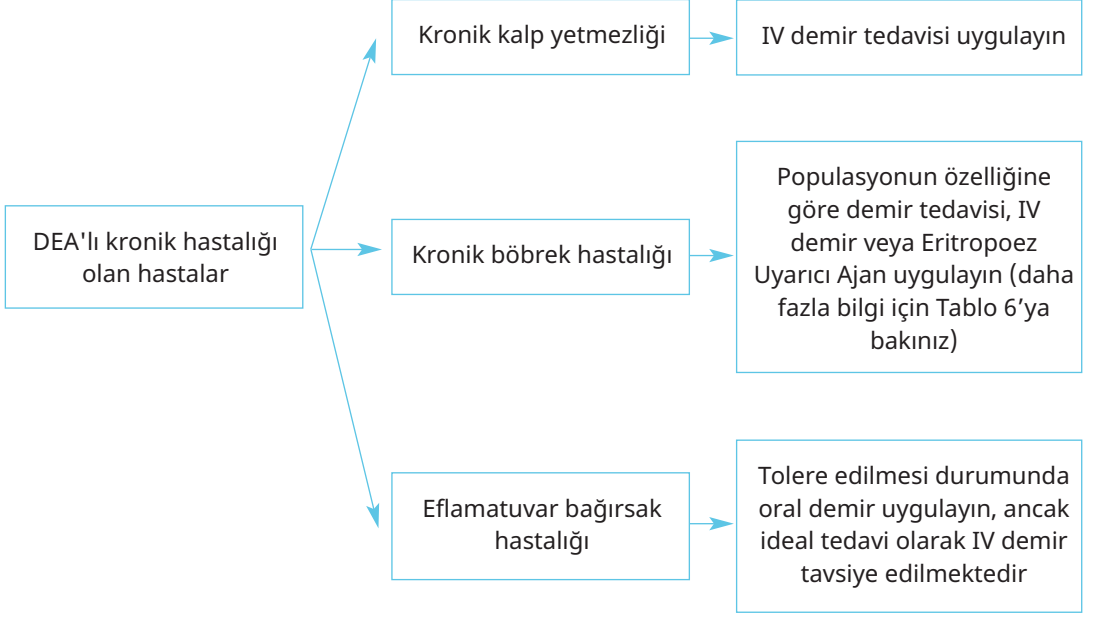 DEA'lı kronik hastalığı
olan hastalar
Kronik kalp yetmezliği
IV demir tedavisi uygulayın
Kronik böbrek hastalığı
Populasyonun özelliğine
göre demir tedavisi, IV
demir veya Eritropoez
Uyarıcı Ajan uygulayın (daha
fazla bilgi için Tablo 6’ya
bakınız)
Eflamatuvar bağırsak
hastalığı
Tolere edilmesi durumunda
oral demir uygulayın, ancak
ideal tedavi olarak IV demir
tavsiye edilmektedir